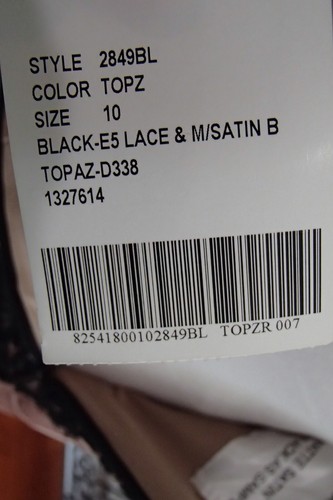 STYLE 2849BL
COLOR TOPZ
SIZE 10
BLACK-E5 LACE & M/SATIN B
TOPAZ-D338
1327614
82541800102849BL TOPZR 007